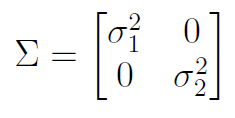 Σ = [σ₁² 0
0 σ₂²]